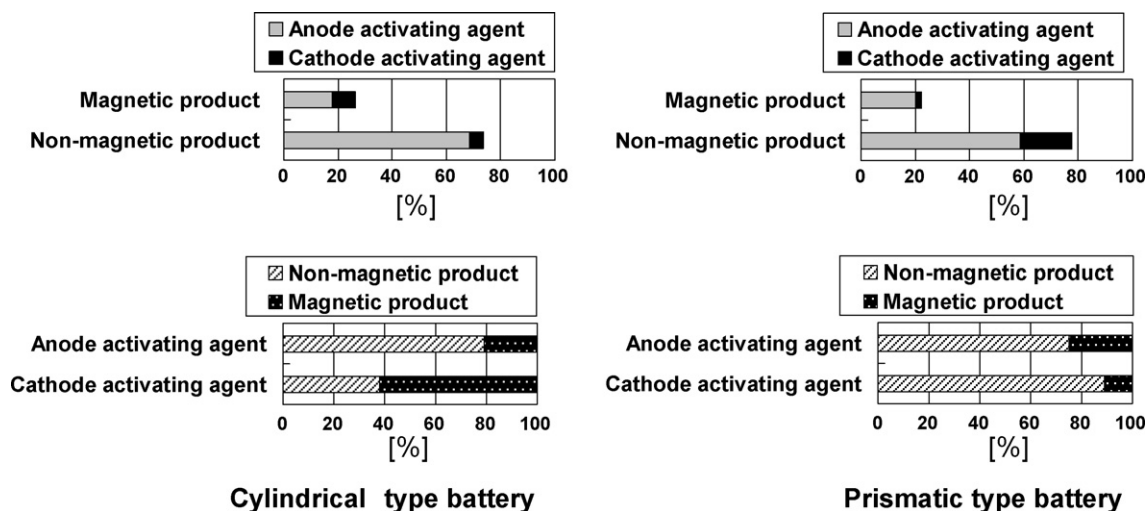 Anode activating agent
Cathode activating agent
Magnetic product
Non-magnetic product
0 20 40 60 80 100
[%]
Anode activating agent
Cathode activating agent
Magnetic product
Non-magnetic product
0 20 40 60 80 100
[%]
Non-magnetic product
Magnetic product
Anode activating agent
Cathode activating agent
0 20 40 60 80 100
[%]
Non-magnetic product
Magnetic product
Anode activating agent
Cathode activating agent
0 20 40 60 80 100
[%]
Cylindrical type battery
Prismatic type battery